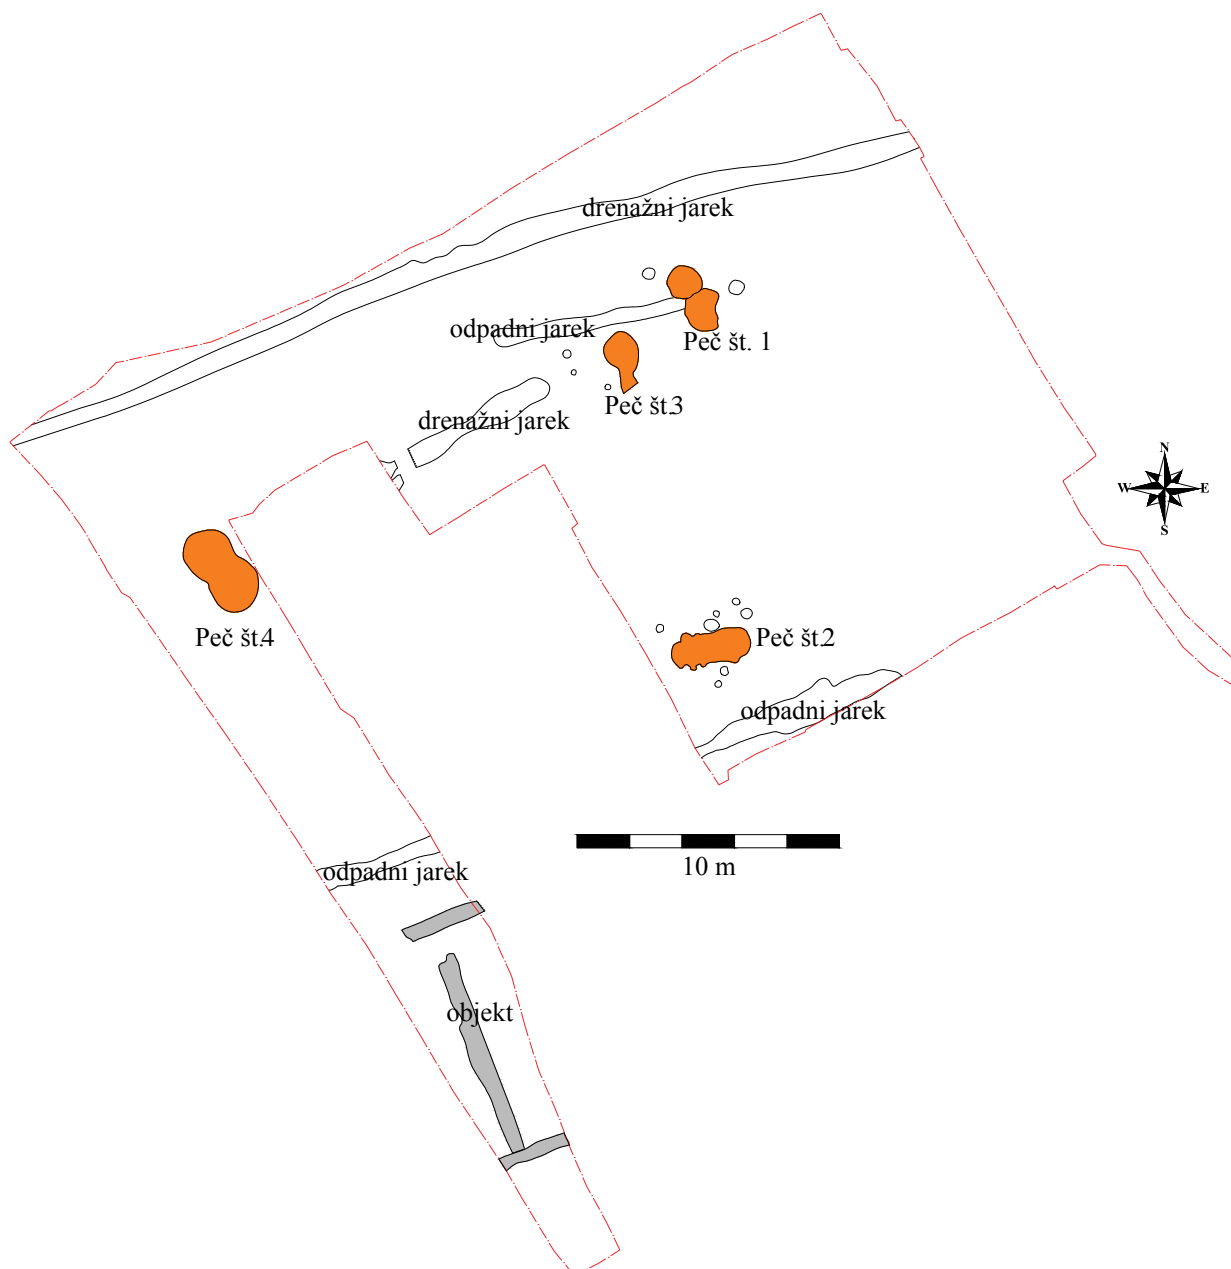 drenažni jarek
odpadni jarek
Peč št. 1
Peč št.3
drenažni jarek
N
W E
S
Peč št.4
Peč št.2
odpadni jarek
10 m
odpadni jarek
objekt